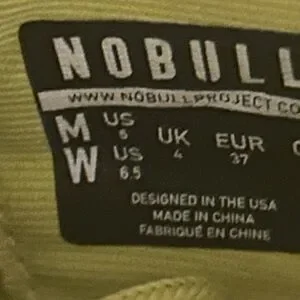 NOBULL
WWW.NOBULLPROJECT.CO
M US 6 UK 4 EUR 37 C
W US 6.5
DESIGNED IN THE USA
MADE IN CHINA
FABRIQUÉ EN CHINE